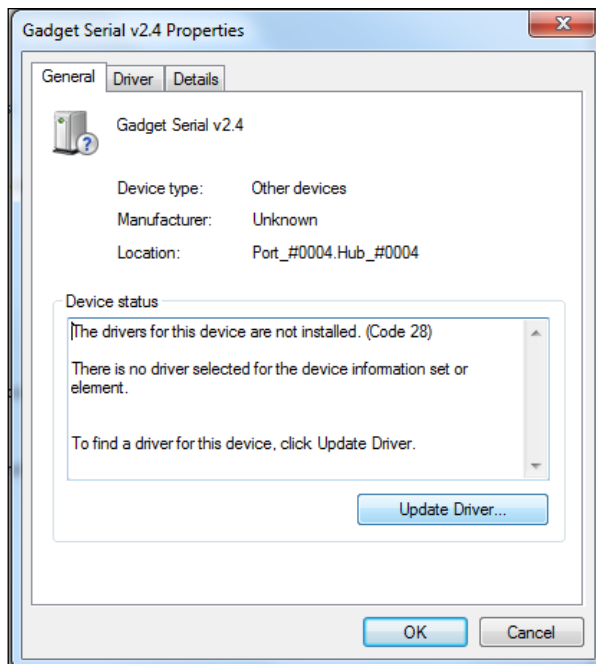 Gadget Serial v2.4 Properties
General Driver Details
Gadget Serial v2.4
Device type: Other devices
Manufacturer: Unknown
Location: Port_#0004.Hub_#0004
Device status
The drivers for this device are not installed. (Code 28)
There is no driver selected for the device information set or
element.
To find a driver for this device, click Update Driver.
Update Driver...
OK Cancel